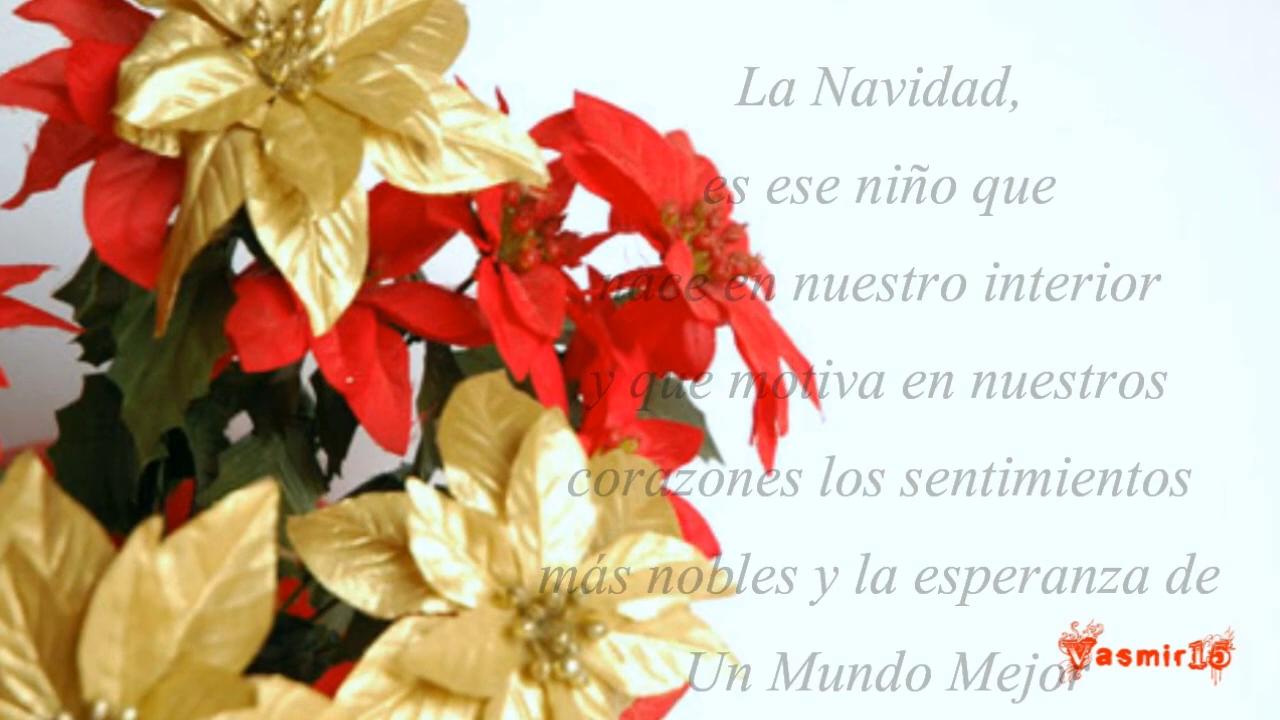 La Navidad,
es ese niño que
nace en nuestro interior
y que motiva en nuestros
corazones los sentimientos
más nobles y la esperanza de
Un Mundo Mejor
Vasmir15